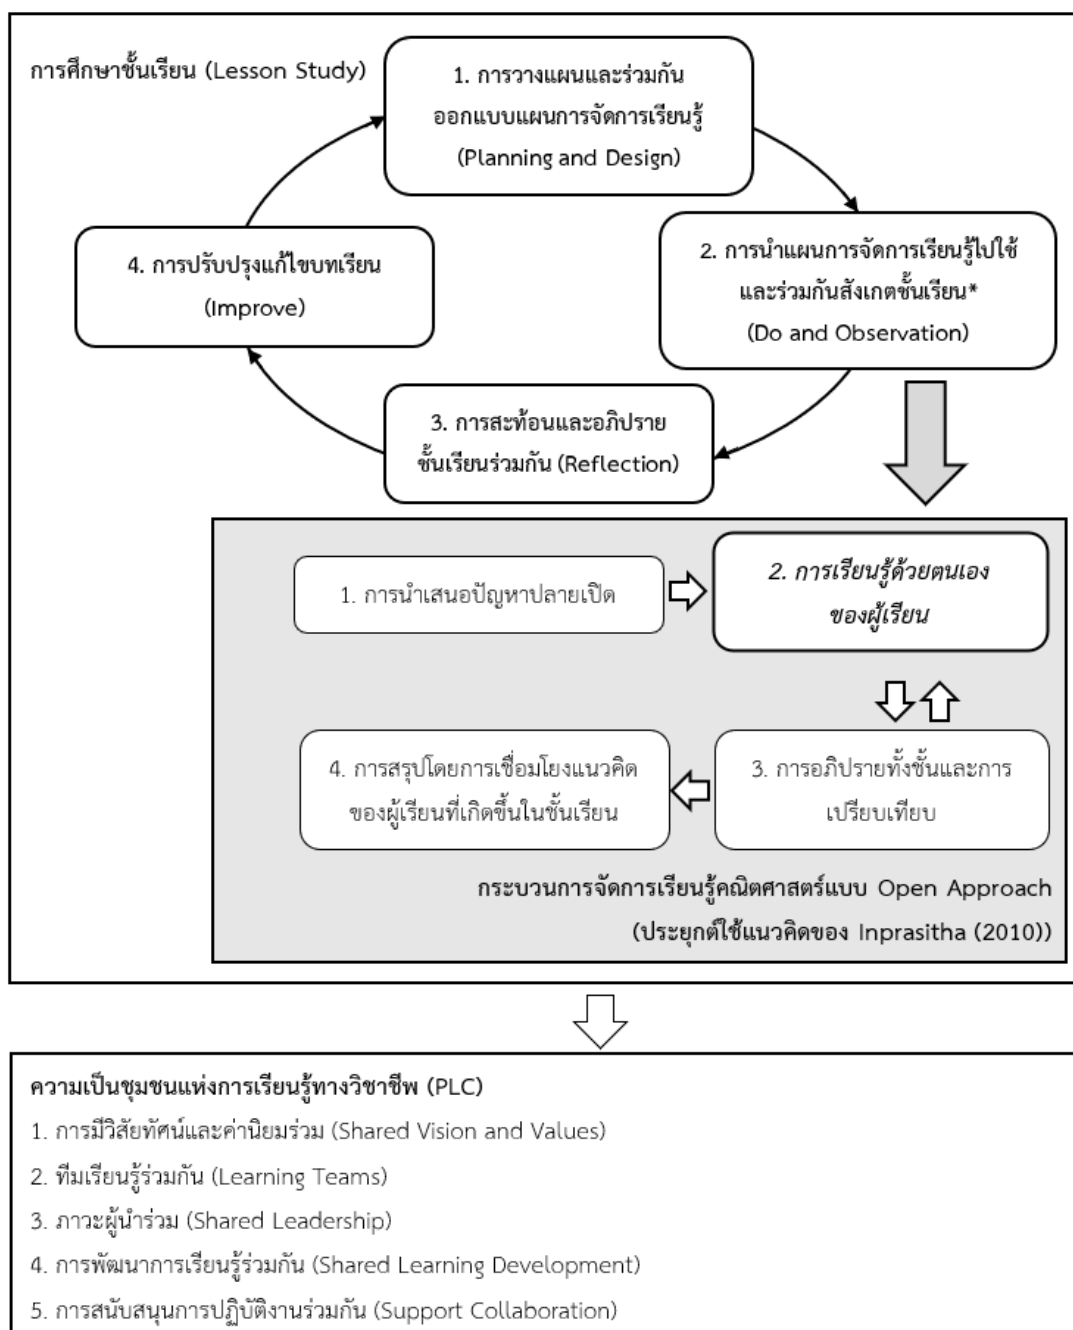 การศึกษาชั้นเรียน (Lesson Study)
1. การวางแผนและร่วมกัน
ออกแบบแผนการจัดการเรียนรู้
(Planning and Design)
2. การนำแผนการจัดการเรียนรู้ไปใช้
และร่วมกันสังเกตชั้นเรียน*
(Do and Observation)
3. การสะท้อนและอภิปราย
ชั้นเรียนร่วมกัน (Reflection)
4. การปรับปรุงแก้ไขบทเรียน
(Improve)
1. การนำเสนอปัญหาปลายเปิด
2. การเรียนรู้ด้วยตนเอง
ของผู้เรียน
3. การอภิปรายทั้งชั้นและการ
เปรียบเทียบ
4. การสรุปโดยการเชื่อมโยงแนวคิด
ของผู้เรียนที่เกิดขึ้นในชั้นเรียน
กระบวนการจัดการเรียนรู้คณิตศาสตร์แบบ Open Approach
(ประยุกต์ใช้แนวคิดของ Inprasitha (2010))
ความเป็นชุมชนแห่งการเรียนรู้ทางวิชาชีพ (PLC)
1. การมีวิสัยทัศน์และค่านิยมร่วม (Shared Vision and Values)
2. ทีมเรียนรู้ร่วมกัน (Learning Teams)
3. ภาวะผู้นำร่วม (Shared Leadership)
4. การพัฒนาการเรียนรู้ร่วมกัน (Shared Learning Development)
5. การสนับสนุนการปฏิบัติงานร่วมกัน (Support Collaboration)